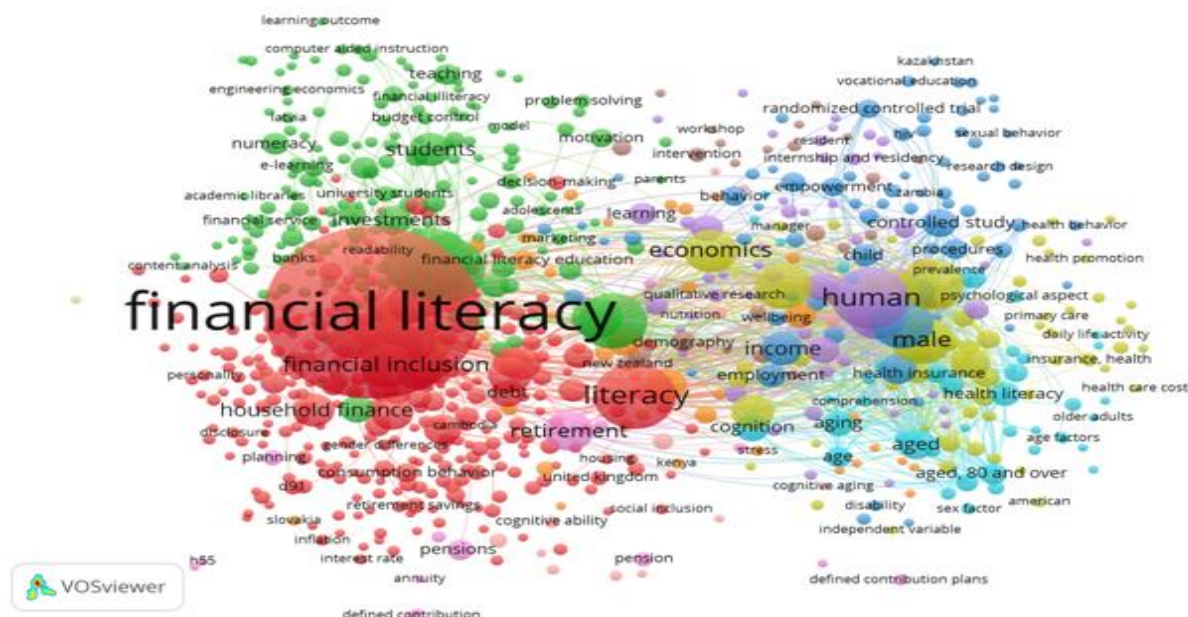 learning outcome
computer aided instruction
teaching
kazakhstan
vocational education
engineering economics
financial illiteracy
problem solving
randomized controlled trial
latvia
budget control
model
motivation
workshop
resident
hiv
sexual behavior
numeracy
students
intervention
internship and residency
research design
e-learning
academic libraries
university students
decision-making
parents
behavior
empowerment
zambia
financial service
investments
adolescents
learning
manager
controlled study
health behavior
readability
marketing
economics
child
procedures
content analysis
banks
financial literacy education
health promotion
prevalence
financial literacy
qualitative research
human
psychological aspect
nutrition
wellbeing
primary care
demography
income
male
daily life activity
financial inclusion
new zealand
insurance, health
personality
debt
employment
health insurance
literacy
comprehension
health literacy
health care cost
household finance
cambodia
retirement
cognition
aging
older adults
disclosure
gender differences
planning
housing
stress
age
aged
age factors
consumption behavior
kenya
d91
united kingdom
aged, 80 and over
retirement savings
cognitive aging
american
social inclusion
disability
sex factor
slovakia
cognitive ability
independent variable
inflation
interest rate
pensions
pension
h55
annuity
defined contribution plans
VOSviewer
defined contribution